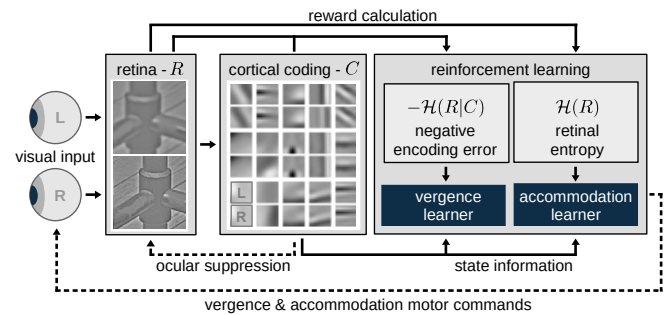 reward calculation
retina - R
cortical coding - C
reinforcement learning
L
R
visual input
−H(R|C)
negative
encoding error
H(R)
retinal
entropy
vergence
learner
accommodation
learner
L
R
ocular suppression
state information
vergence & accommodation motor commands